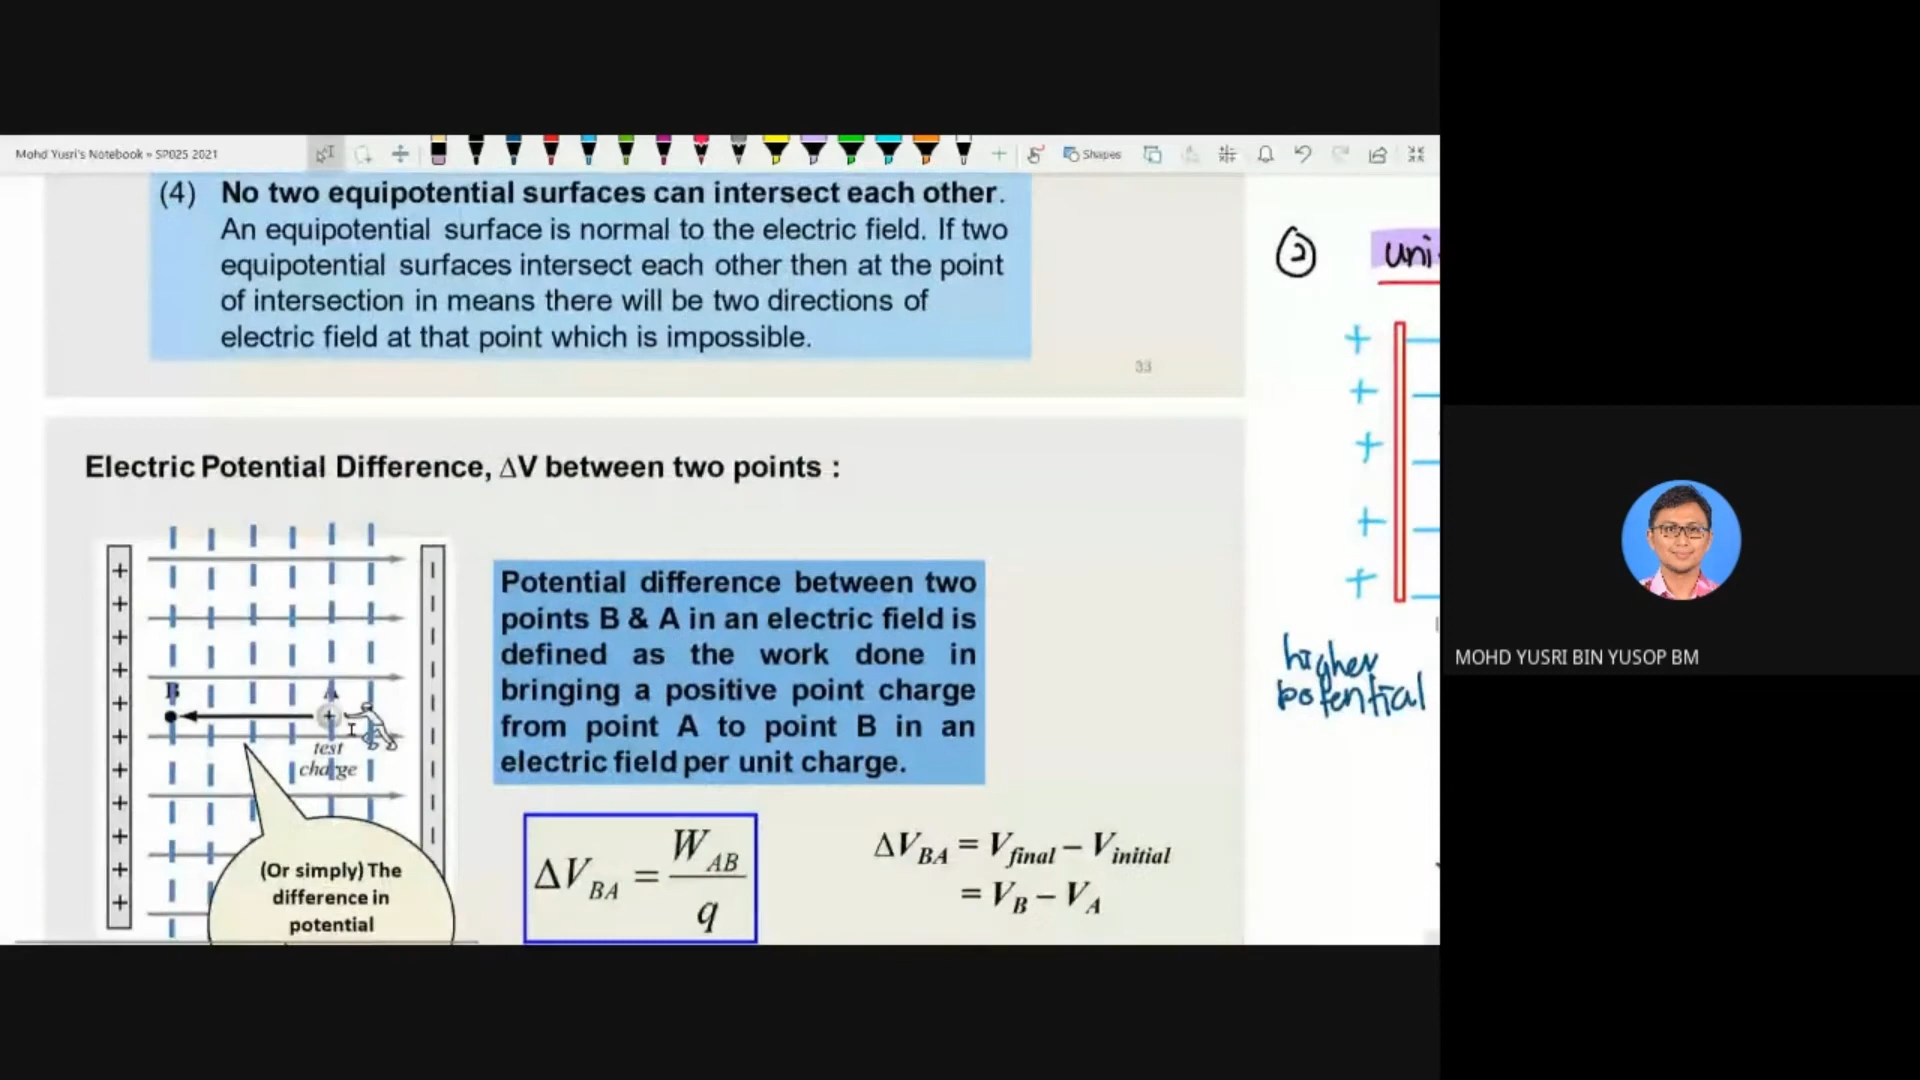 Mohd Yusri's Notebook » SP025 2021
Shapes
(4) No two equipotential surfaces can intersect each other.
An equipotential surface is normal to the electric field. If two
equipotential surfaces intersect each other then at the point
of intersection in means there will be two directions of
electric field at that point which is impossible.
33
Electric Potential Difference, ΔV between two points :
B
A
test
charge
(Or simply) The
difference in
potential
Potential difference between two
points B & A in an electric field is
defined as the work done in
bringing a positive point charge
from point A to point B in an
electric field per unit charge.
ΔV_BA = W_AB / q
ΔV_BA = V_final − V_initial
= V_B − V_A
2 uni
+
+
+
+
+
higher
potential
MOHD YUSRI BIN YUSOP BM